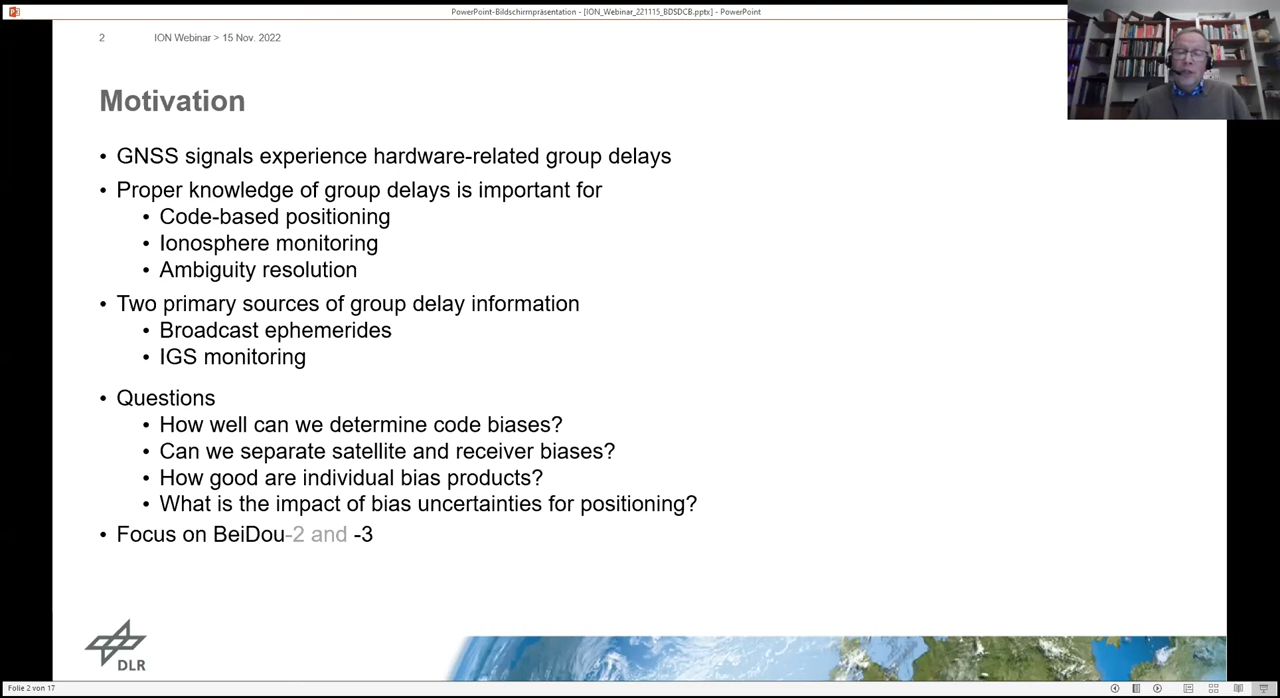 PowerPoint-Bildschirmpräsentation - [ION_Webinar_221115_BDSDCB.pptx] - PowerPoint
2 ION Webinar > 15 Nov. 2022
Motivation
• GNSS signals experience hardware-related group delays
• Proper knowledge of group delays is important for
• Code-based positioning
• Ionosphere monitoring
• Ambiguity resolution
• Two primary sources of group delay information
• Broadcast ephemerides
• IGS monitoring
• Questions
• How well can we determine code biases?
• Can we separate satellite and receiver biases?
• How good are individual bias products?
• What is the impact of bias uncertainties for positioning?
• Focus on BeiDou-2 and -3
DLR
Folie 2 von 17